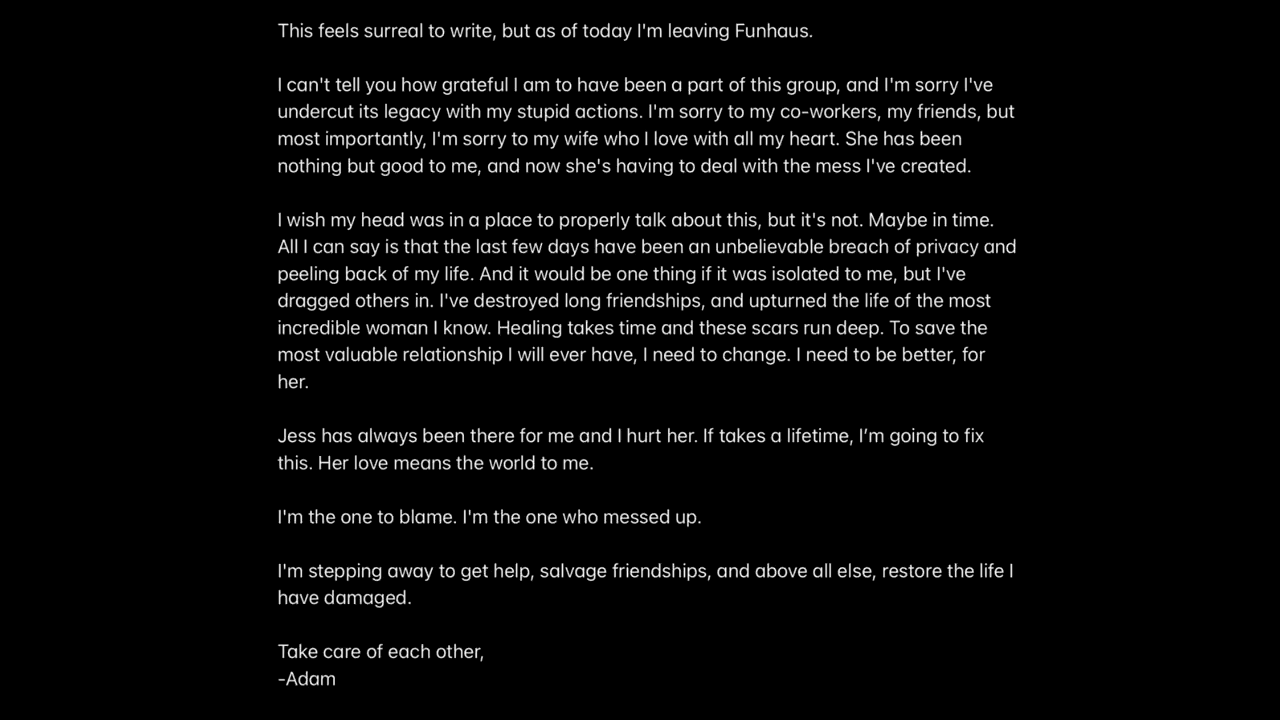 This feels surreal to write, but as of today I'm leaving Funhaus.
I can't tell you how grateful I am to have been a part of this group, and I'm sorry I've
undercut its legacy with my stupid actions. I'm sorry to my co-workers, my friends, but
most importantly, I'm sorry to my wife who I love with all my heart. She has been
nothing but good to me, and now she's having to deal with the mess I've created.
I wish my head was in a place to properly talk about this, but it's not. Maybe in time.
All I can say is that the last few days have been an unbelievable breach of privacy and
peeling back of my life. And it would be one thing if it was isolated to me, but I've
dragged others in. I've destroyed long friendships, and upturned the life of the most
incredible woman I know. Healing takes time and these scars run deep. To save the
most valuable relationship I will ever have, I need to change. I need to be better, for
her.
Jess has always been there for me and I hurt her. If takes a lifetime, I’m going to fix
this. Her love means the world to me.
I'm the one to blame. I'm the one who messed up.
I'm stepping away to get help, salvage friendships, and above all else, restore the life I
have damaged.
Take care of each other,
-Adam